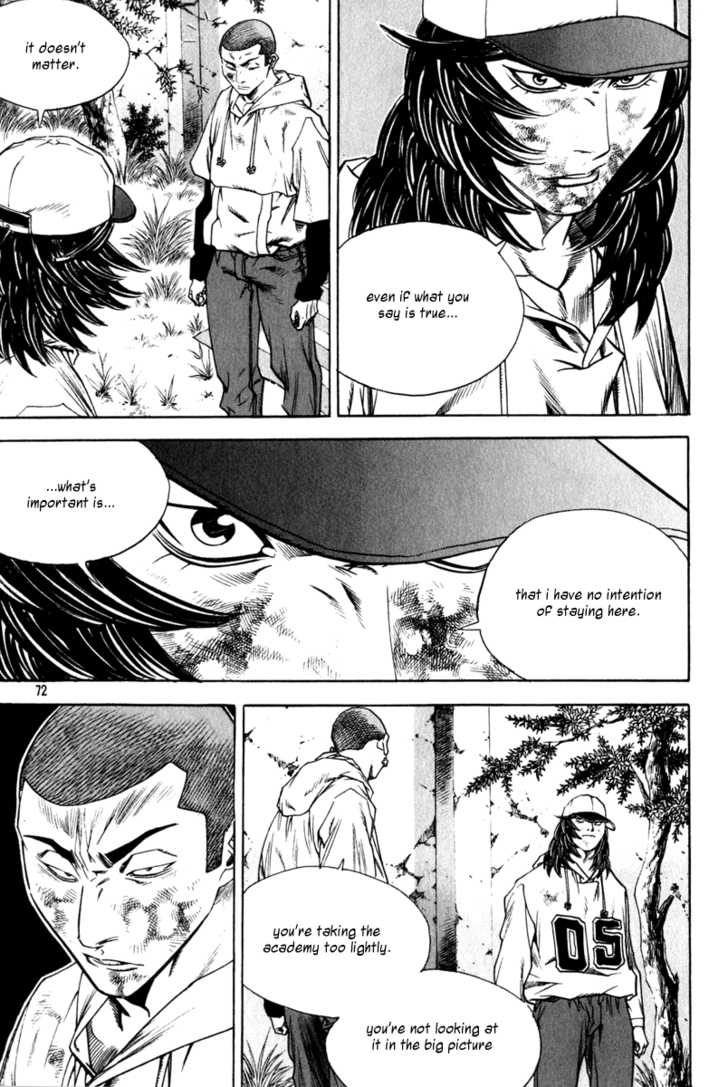 it doesn't
matter.
even if what you
say is true...
...what's
important is...
that i have no intention
of staying here.
72
you're taking the
academy too lightly.
05
you're not looking at
it in the big picture